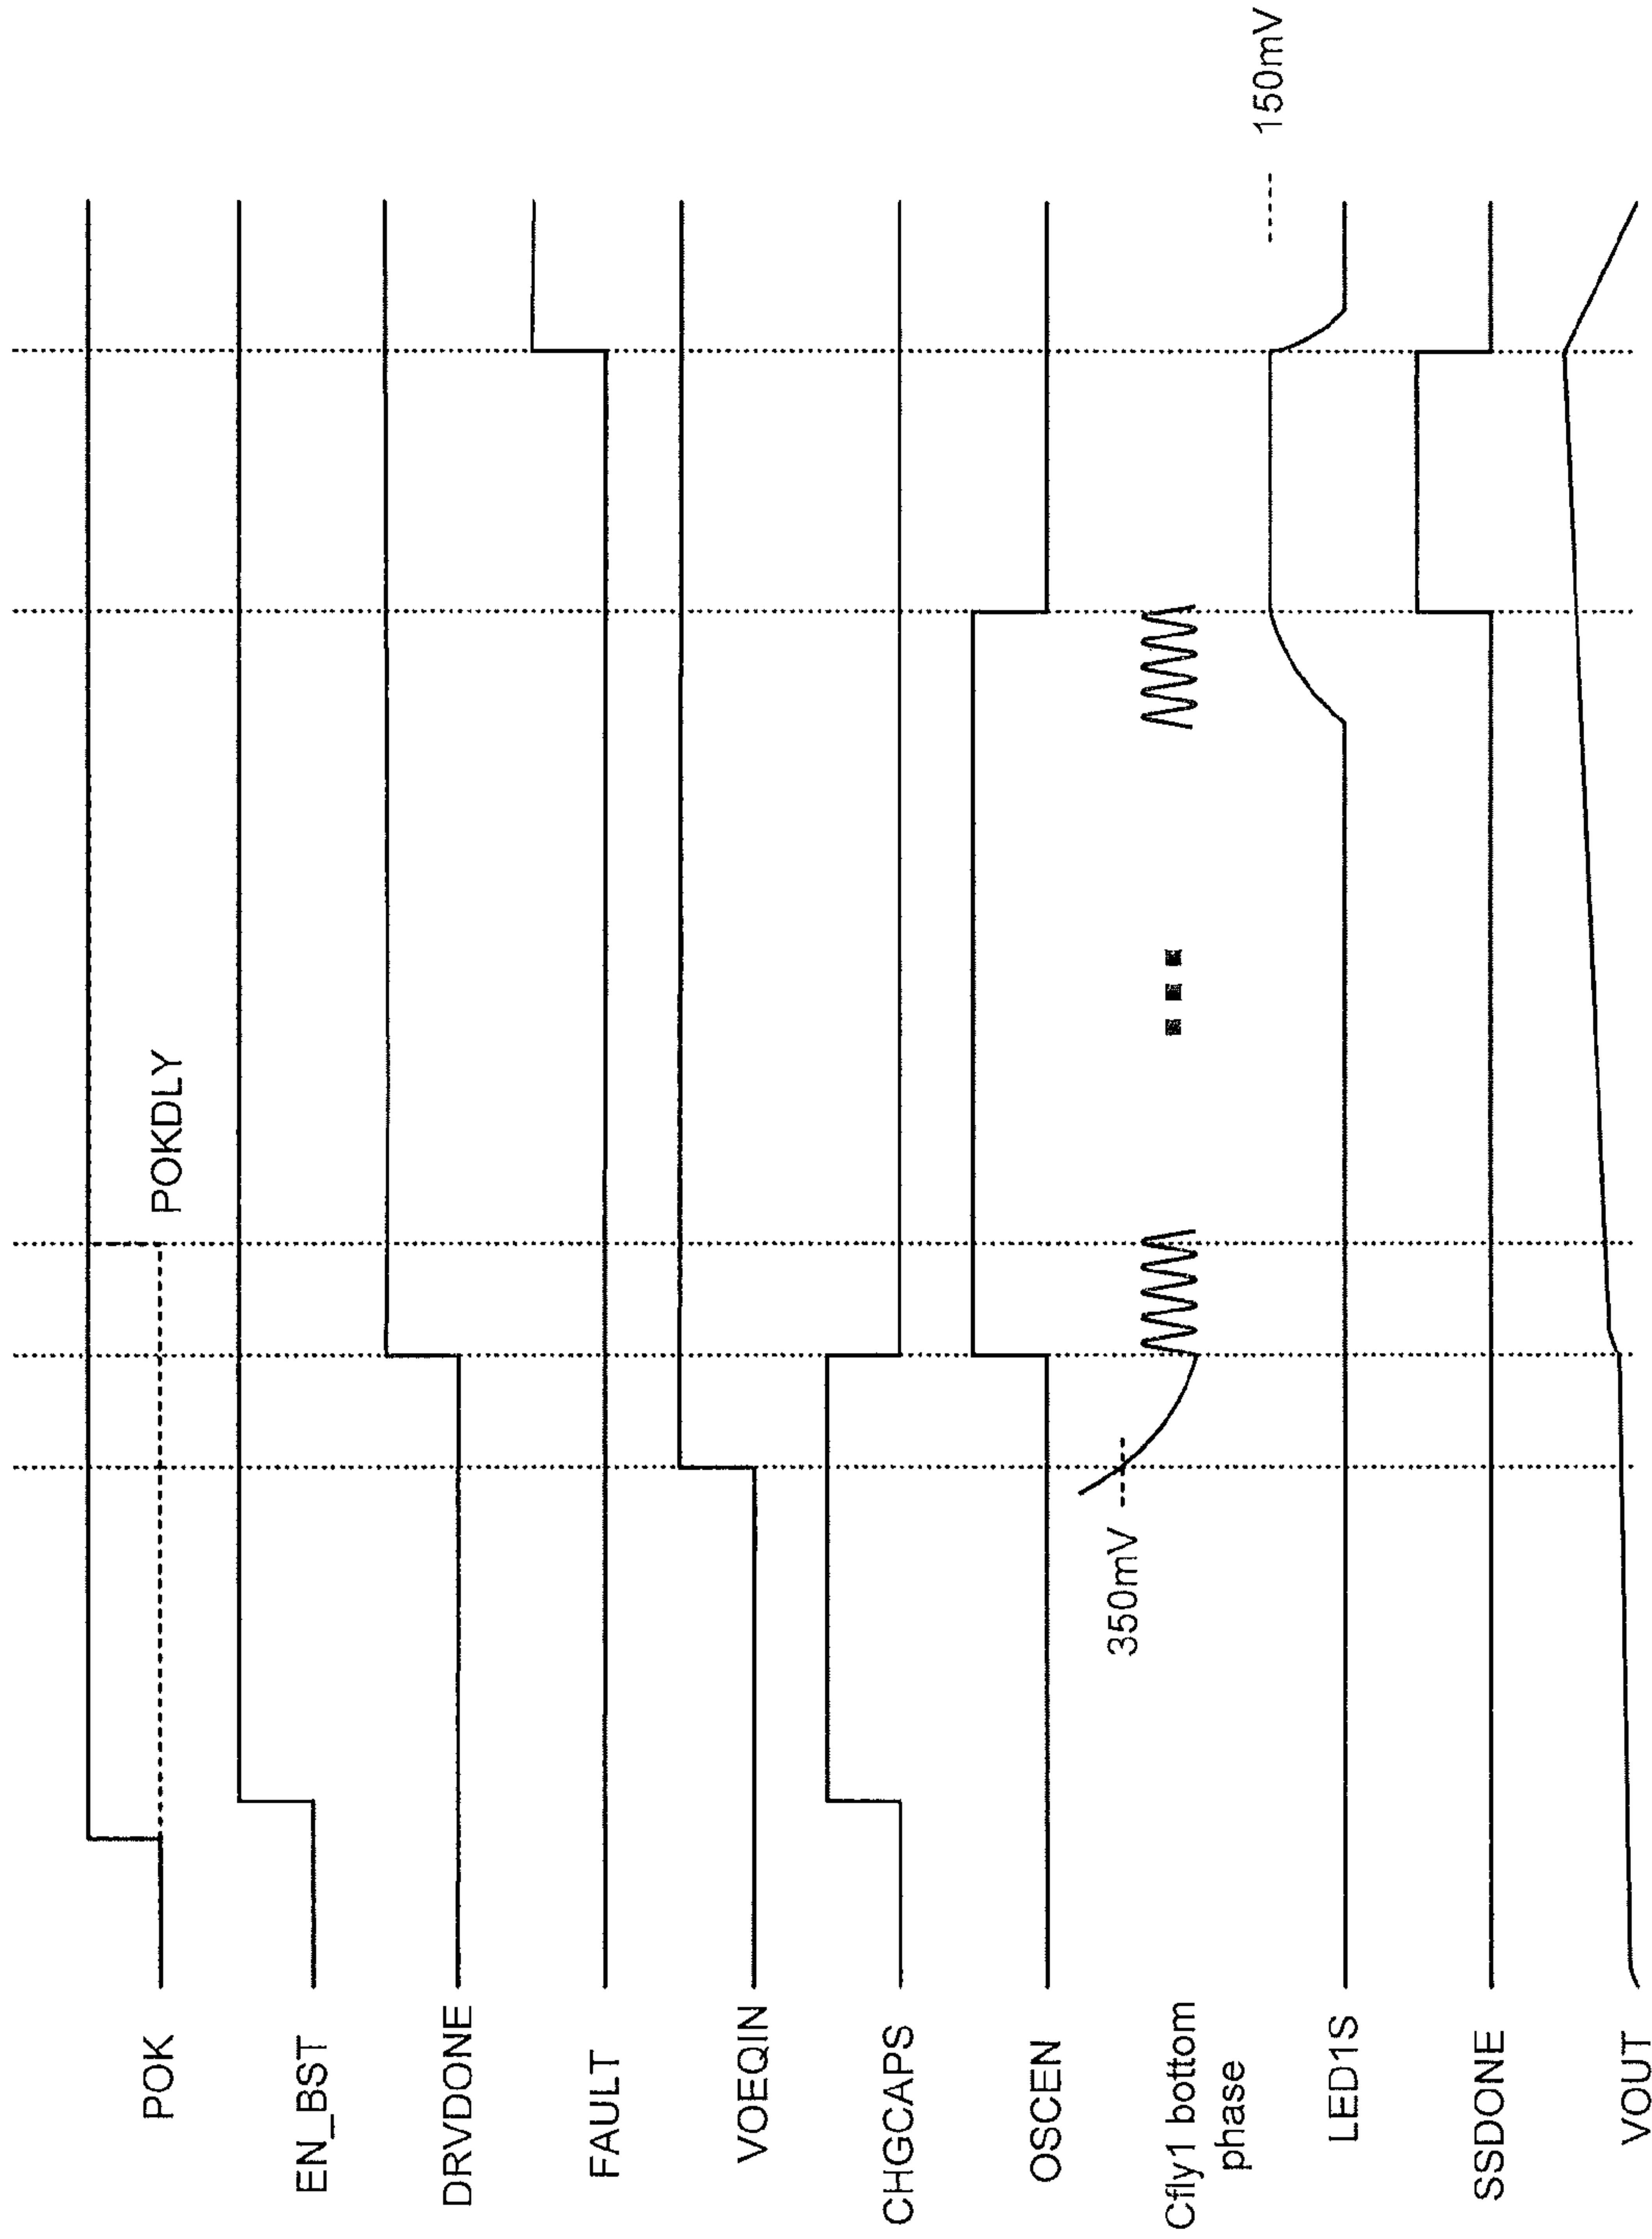 POK
POKDLY
EN_BST
DRVDONE
FAULT
VOEQIN
CHGCAPS
OSCEN
350mV
Cfly1 bottom
phase
150mV
LED1S
SSDONE
VOUT